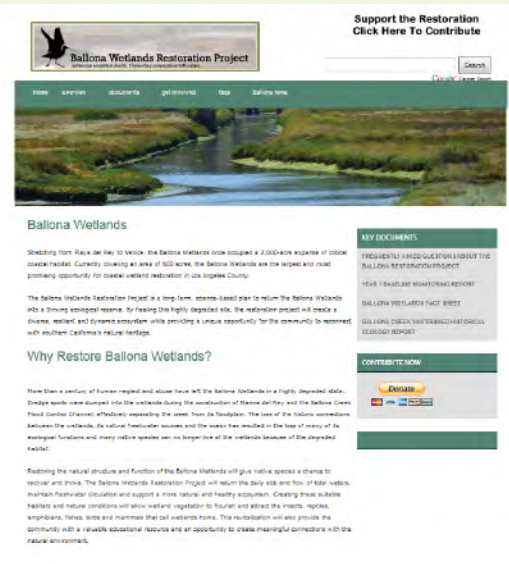 Support the Restoration
Click Here To Contribute
Ballona Wetlands Restoration Project
Search
home overview documents get involved faqs Ballona news
Ballona Wetlands
Stretching from Playa del Rey to Venice, the Ballona Wetlands once occupied a 2,000-acre expanse of critical
coastal habitat. Currently covering an area of 600 acres, the Ballona Wetlands are the largest and most
promising opportunity for coastal wetland restoration in Los Angeles County.
The Ballona Wetlands Restoration Project is a long-term, science-based plan to return the Ballona Wetlands
into a thriving ecological reserve. By healing this highly degraded site, the restoration project will create a
diverse, resilient and dynamic ecosystem while providing a unique opportunity for the community to reconnect
with southern California's natural heritage.
Why Restore Ballona Wetlands?
More than a century of human neglect and abuse have left the Ballona Wetlands in a highly degraded state.
Dredge spoils were dumped into the wetlands during the construction of Marina del Rey and the Ballona Creek
Flood Control Channel, effectively separating the creek from its floodplain. The loss of the historic connections
between the wetlands, its natural freshwater sources and the ocean has resulted in the loss of many of its
ecological functions and many native species can no longer live at the wetlands because of the degraded
habitat.
Restoring the natural structure and function of the Ballona Wetlands will give native species a chance to
recover and thrive. The Ballona Wetlands Restoration Project will return the daily ebb and flow of tidal waters,
maintain freshwater circulation and support a more natural and healthy ecosystem. Creating these suitable
habitats and natural conditions will allow wetland vegetation to flourish and attract the insects, reptiles,
amphibians, fishes, birds and mammals that call wetlands home. This revitalization will also provide the
community with a valuable educational resource and an opportunity to create meaningful connections with the
natural environment.
KEY DOCUMENTS
FREQUENTLY ASKED QUESTIONS ABOUT THE
BALLONA RESTORATION PROJECT
YEAR 1 BASELINE MONITORING REPORT
BALLONA WETLANDS FACT SHEET
BALLONA CREEK WATERSHED HISTORICAL
ECOLOGY REPORT
CONTRIBUTE NOW
Donate